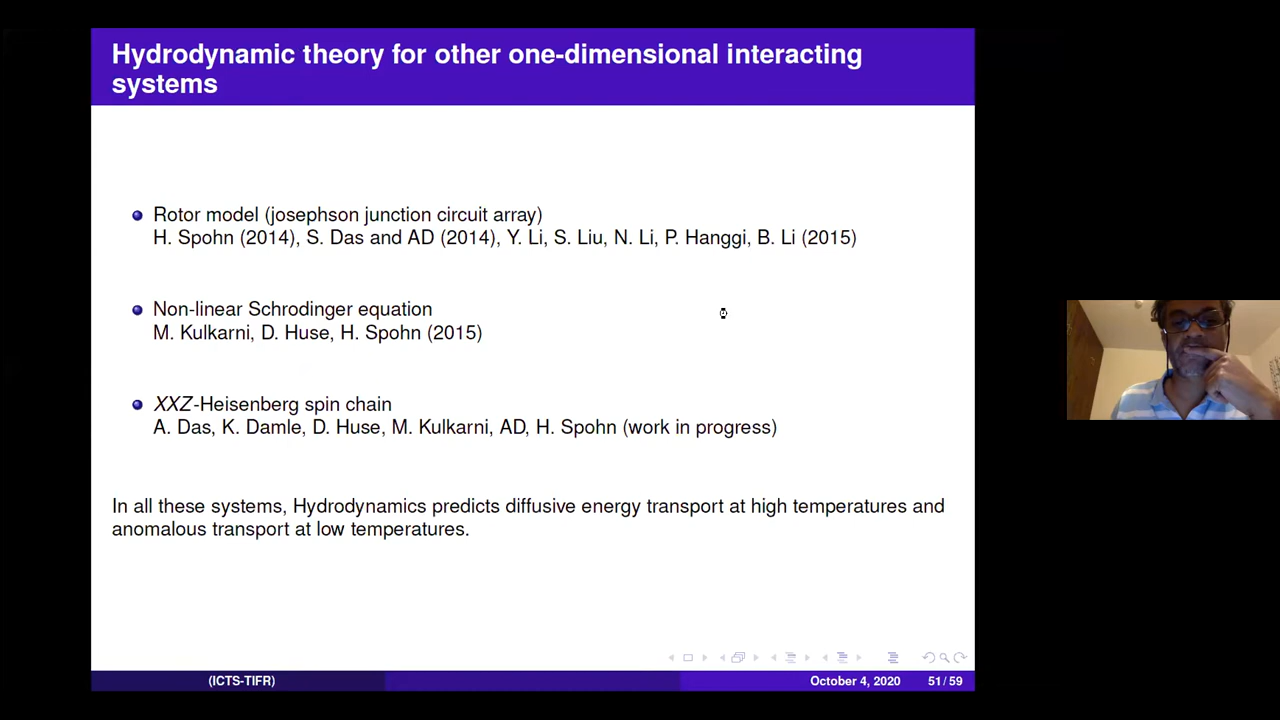 Hydrodynamic theory for other one-dimensional interacting
systems
Rotor model (josephson junction circuit array)
H. Spohn (2014), S. Das and AD (2014), Y. Li, S. Liu, N. Li, P. Hanggi, B. Li (2015)
Non-linear Schrodinger equation
M. Kulkarni, D. Huse, H. Spohn (2015)
XXZ-Heisenberg spin chain
A. Das, K. Damle, D. Huse, M. Kulkarni, AD, H. Spohn (work in progress)
In all these systems, Hydrodynamics predicts diffusive energy transport at high temperatures and
anomalous transport at low temperatures.
(ICTS-TIFR) October 4, 2020 51 / 59